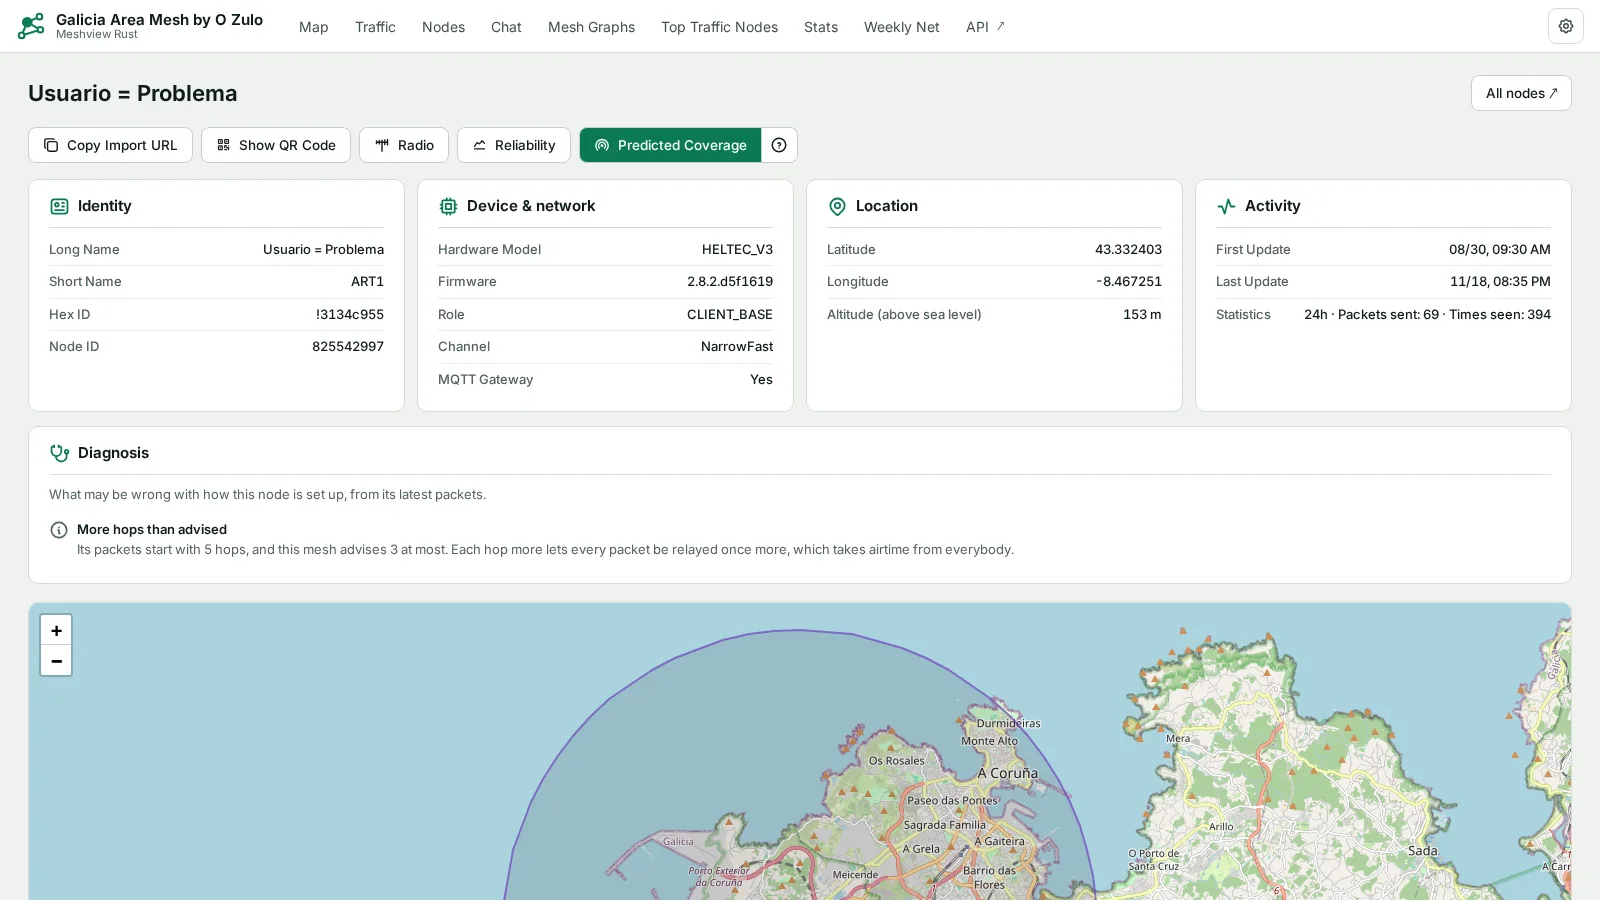 Galicia Area Mesh by O Zulo
Meshview Rust
Map Traffic Nodes Chat Mesh Graphs Top Traffic Nodes Stats Weekly Net API ↗
Usuario = Problema
All nodes ↗
Copy Import URL Show QR Code Radio Reliability Predicted Coverage
Identity
Long Name Usuario = Problema
Short Name ART1
Hex ID !3134c955
Node ID 825542997
Device & network
Hardware Model HELTEC_V3
Firmware 2.8.2.d5f1619
Role CLIENT_BASE
Channel NarrowFast
MQTT Gateway Yes
Location
Latitude 43.332403
Longitude -8.467251
Altitude (above sea level) 153 m
Activity
First Update 08/30, 09:30 AM
Last Update 11/18, 08:35 PM
Statistics 24h · Packets sent: 69 · Times seen: 394
Diagnosis
What may be wrong with how this node is set up, from its latest packets.
More hops than advised
Its packets start with 5 hops, and this mesh advises 3 at most. Each hop more lets every packet be relayed once more, which takes airtime from everybody.
+
−
Galicia
Durmideiras
Monte Alto
Mera
Os Rosales
A Coruña
Paseo das Pontes
Sagrada Familia
Arillo
Galicia
A Grela
A Gaiteira
O Porto de
Santa Cruz
Sada
Porto Exterior
da Coruña
Meicende
Barrio das
Flores
6